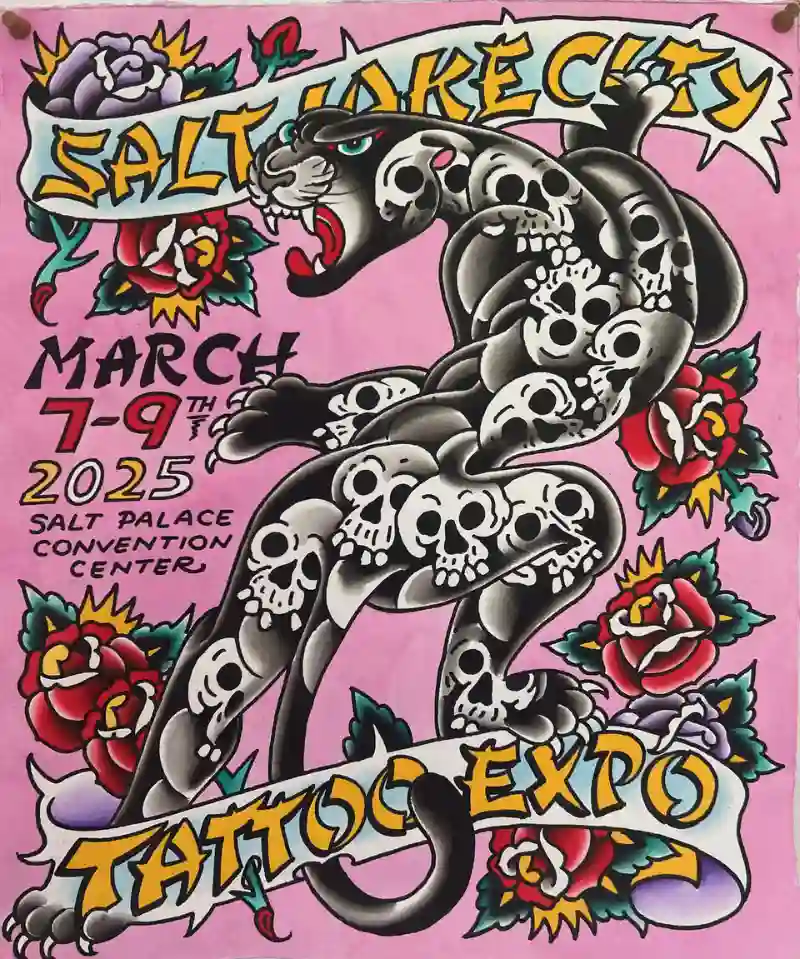 SALT LAKE CITY
MARCH
7-9TH
2025
SALT PALACE
CONVENTION
CENTER
TATTOO EXPO